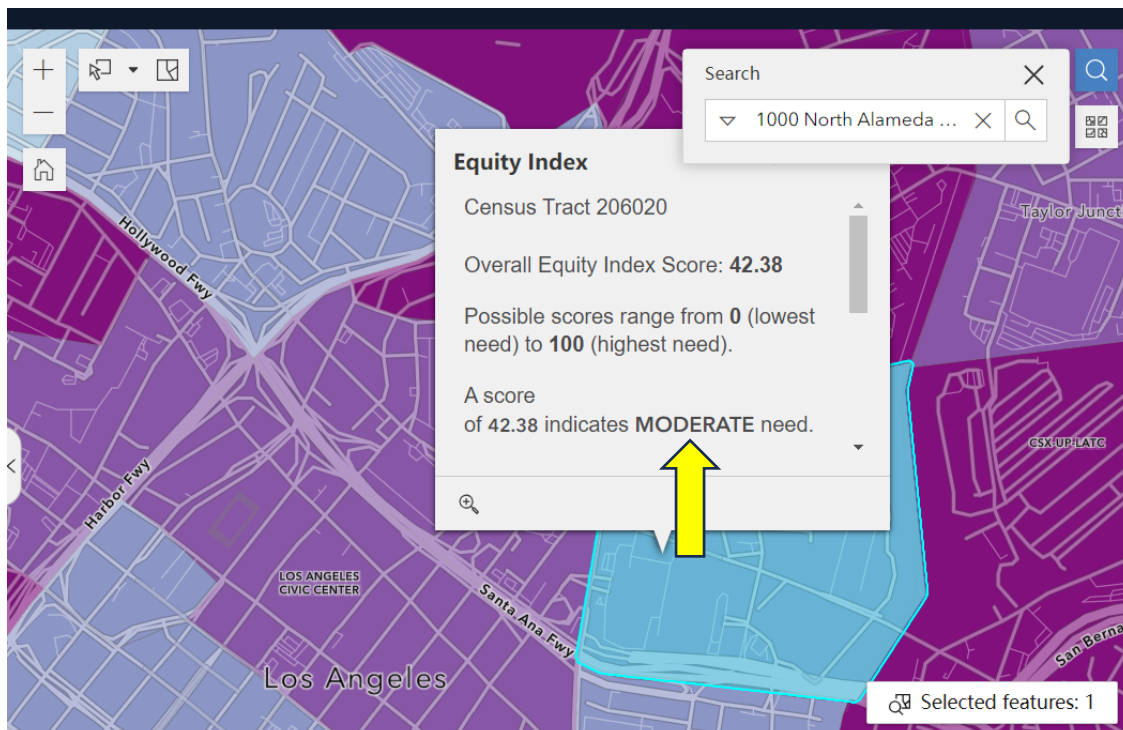 Search
1000 North Alameda ...
Equity Index
Census Tract 206020
Overall Equity Index Score: 42.38
Possible scores range from 0 (lowest
need) to 100 (highest need).
A score
of 42.38 indicates MODERATE need.
Taylor Junct
Hollywood Fwy
Harbor Fwy
CSX-UP-LATC
LOS ANGELES
CIVIC CENTER
Santa Ana Fwy
San Berna
Los Angeles
Selected features: 1